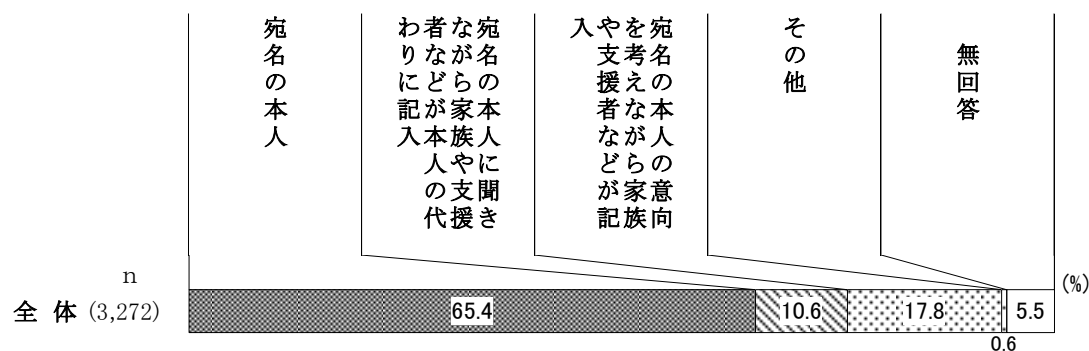 宛名の本人
宛名の本人に聞き
ながら家族や支援
者などが本人の代
わりに記入
宛名の本人の意向
を考えながら家族
や支援者などが記
入
その他
無回答
n
(%)
全体 (3,272)
65.4
10.6
17.8
5.5
0.6